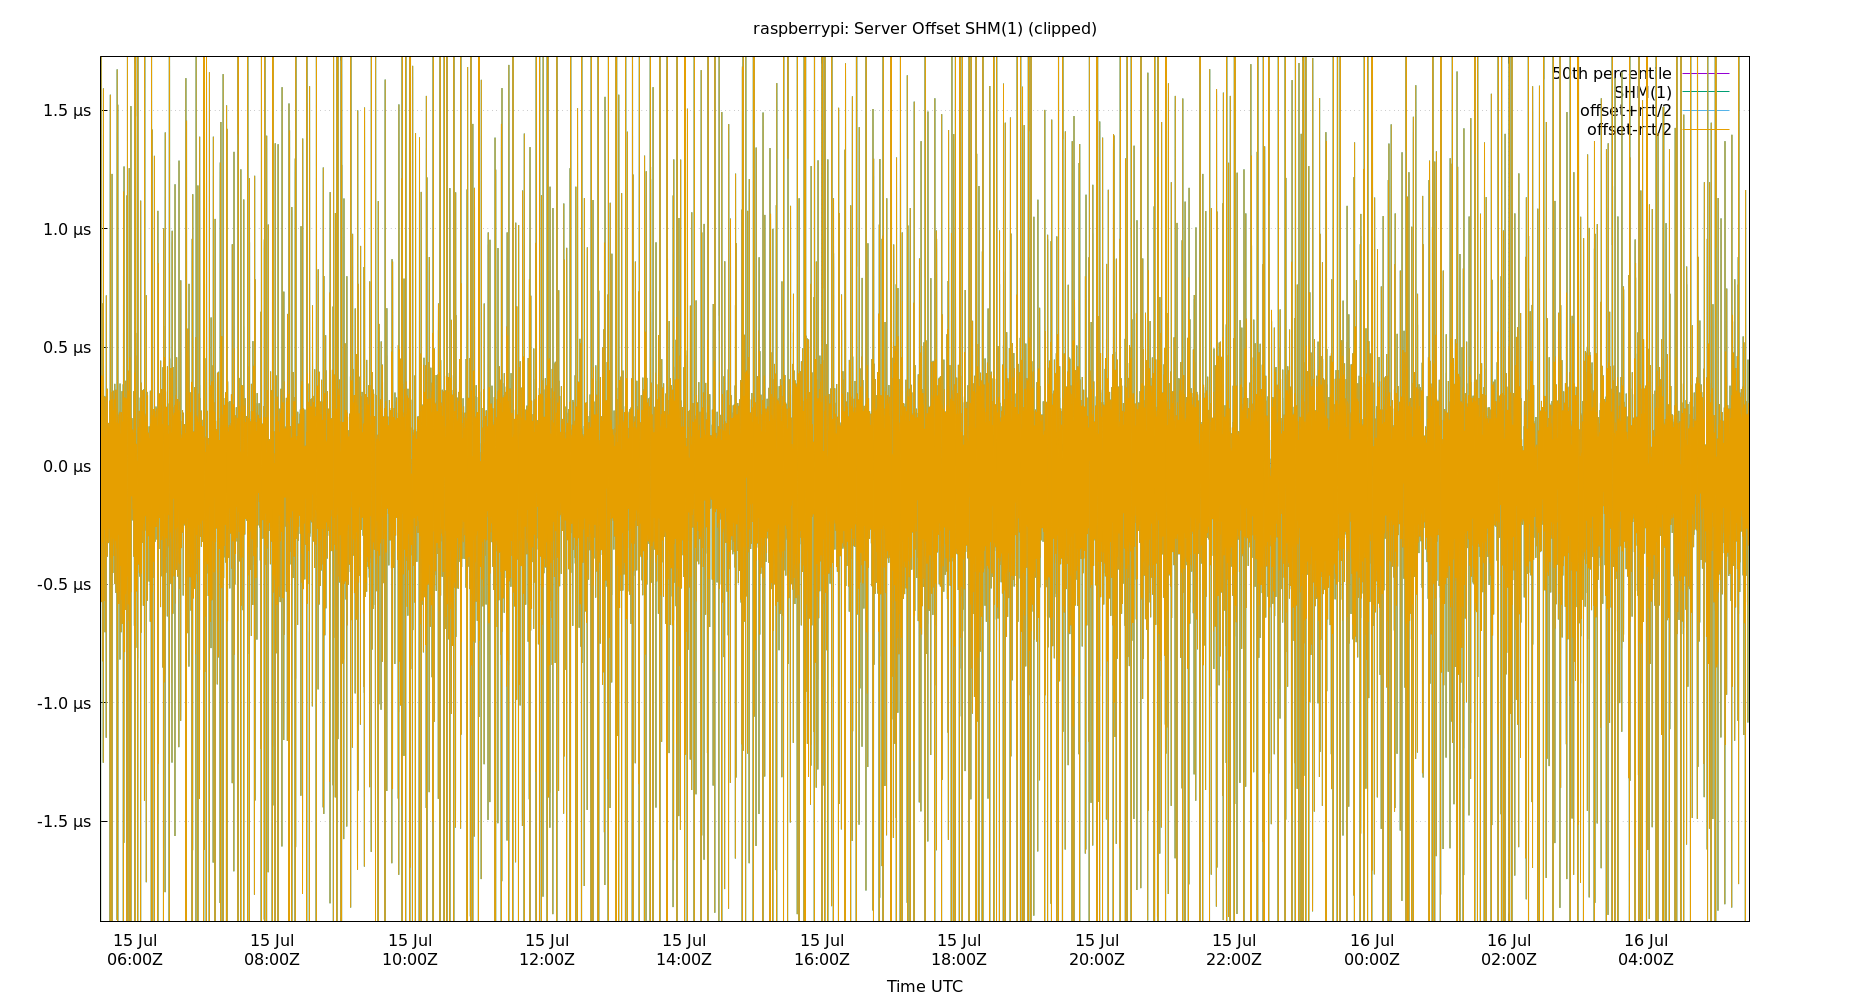 raspberrypi: Server Offset SHM(1) (clipped)
50th percentile
SHM(1)
offset+rtt/2
offset-rtt/2
1.5 µs
1.0 µs
0.5 µs
0.0 µs
-0.5 µs
-1.0 µs
-1.5 µs
15 Jul 15 Jul 15 Jul 15 Jul 15 Jul 15 Jul 15 Jul 15 Jul 15 Jul 16 Jul 16 Jul 16 Jul
06:00Z 08:00Z 10:00Z 12:00Z 14:00Z 16:00Z 18:00Z 20:00Z 22:00Z 00:00Z 02:00Z 04:00Z
Time UTC